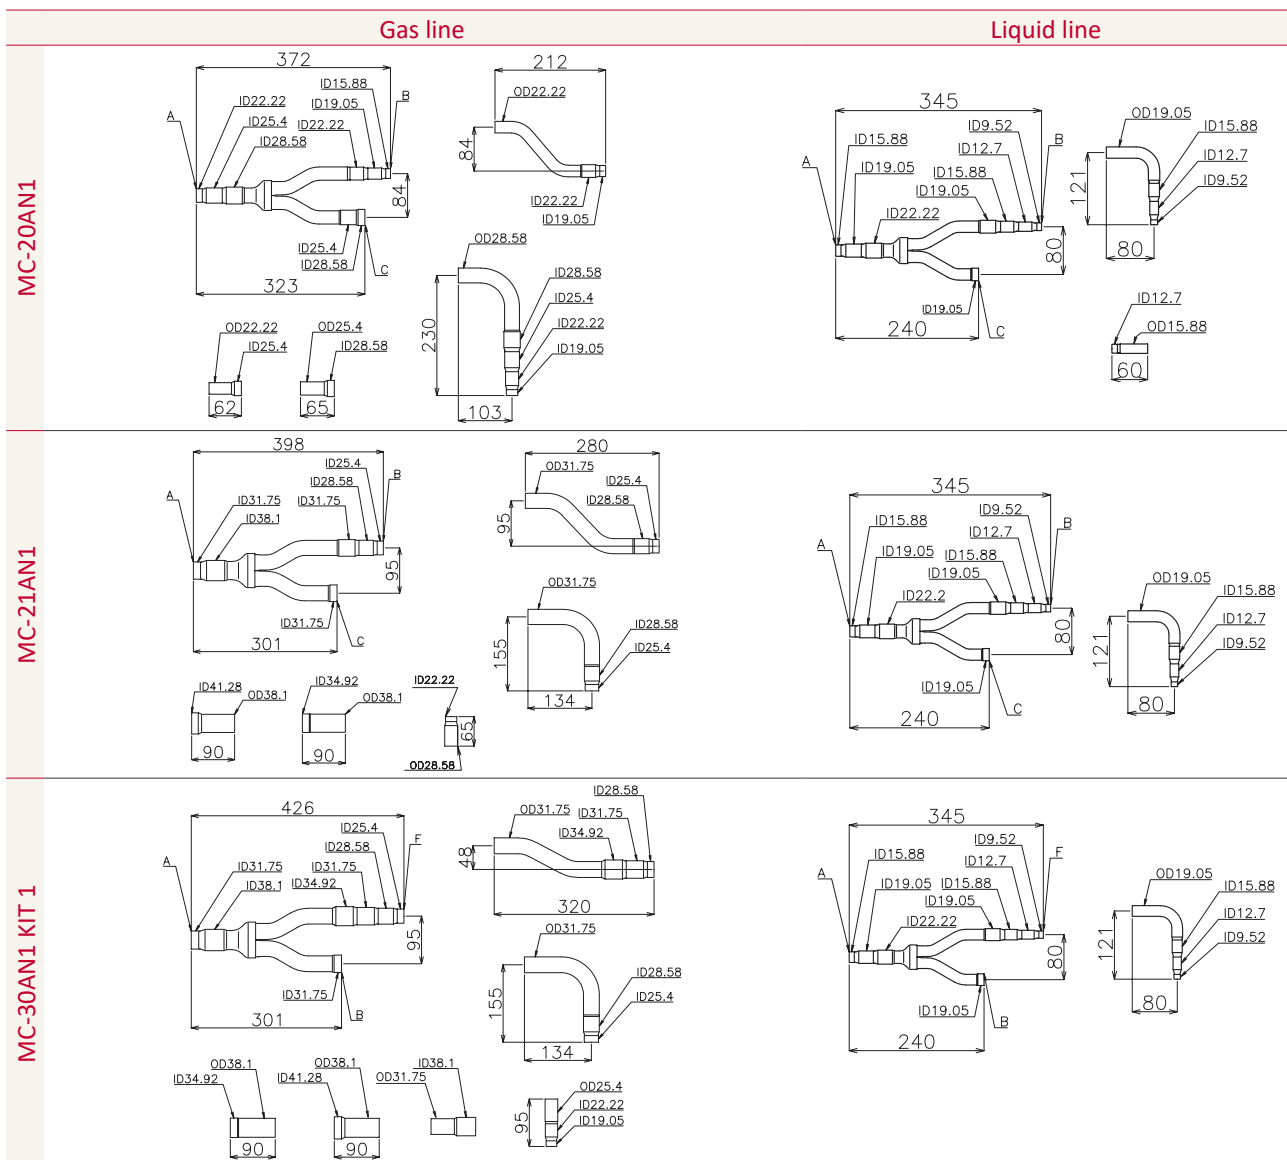 Gas line
Liquid line
MC-20AN1
372
ID15.88
B
A
ID22.22
ID19.05
ID25.4
ID22.22
ID28.58
84
ID25.4
ID28.58
C
323
212
OD22.22
84
ID22.22
ID19.05
OD28.58
ID28.58
ID25.4
230
ID22.22
ID19.05
103
OD22.22
ID25.4
62
OD25.4
ID28.58
65
345
ID9.52
B
A
ID15.88
ID12.7
ID19.05
ID15.88
ID22.22
ID19.05
80
ID19.05
C
240
OD19.05
ID15.88
ID12.7
ID9.52
121
80
ID12.7
OD15.88
60
MC-21AN1
398
ID25.4
B
A
ID28.58
ID31.75
ID31.75
ID38.1
95
ID31.75
C
301
280
OD31.75
ID25.4
ID28.58
95
OD31.75
155
ID28.58
ID25.4
134
ID41.28
OD38.1
90
ID34.92
OD38.1
90
ID22.22
65
OD28.58
345
ID9.52
B
A
ID15.88
ID12.7
ID19.05
ID15.88
ID22.2
ID19.05
80
ID19.05
C
240
OD19.05
ID15.88
ID12.7
ID9.52
121
80
MC-30AN1 KIT 1
426
ID25.4
F
A
ID28.58
ID31.75
ID31.75
ID38.1
ID34.92
95
ID31.75
B
301
ID28.58
OD31.75
ID31.75
ID34.92
48
320
OD31.75
155
ID28.58
ID25.4
134
OD38.1
ID34.92
90
OD38.1
ID41.28
90
ID38.1
OD31.75
OD25.4
ID22.22
ID19.05
95
345
ID9.52
F
A
ID15.88
ID12.7
ID19.05
ID15.88
ID22.22
ID19.05
80
ID19.05
B
240
OD19.05
ID15.88
ID12.7
ID9.52
121
80